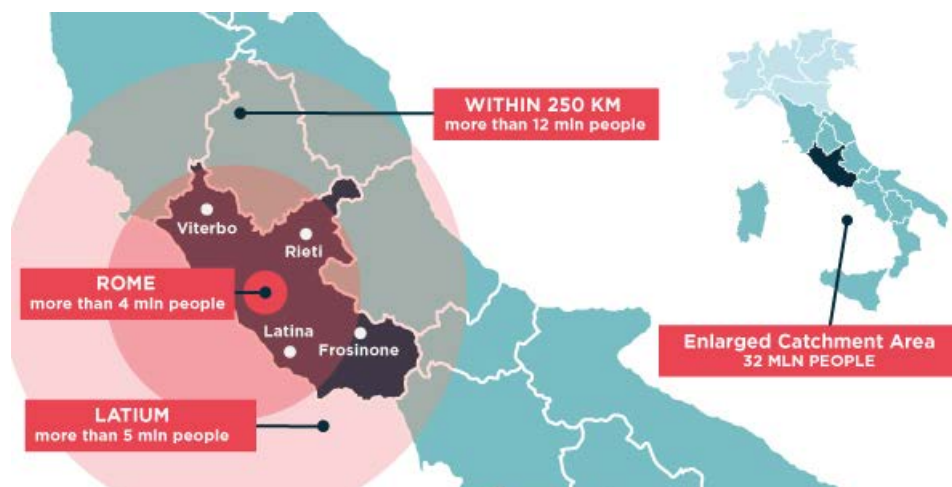 WITHIN 250 KM
more than 12 mln people
Viterbo
Rieti
ROME
more than 4 mln people
Latina
Frosinone
Enlarged Catchment Area
32 MLN PEOPLE
LATIUM
more than 5 mln people